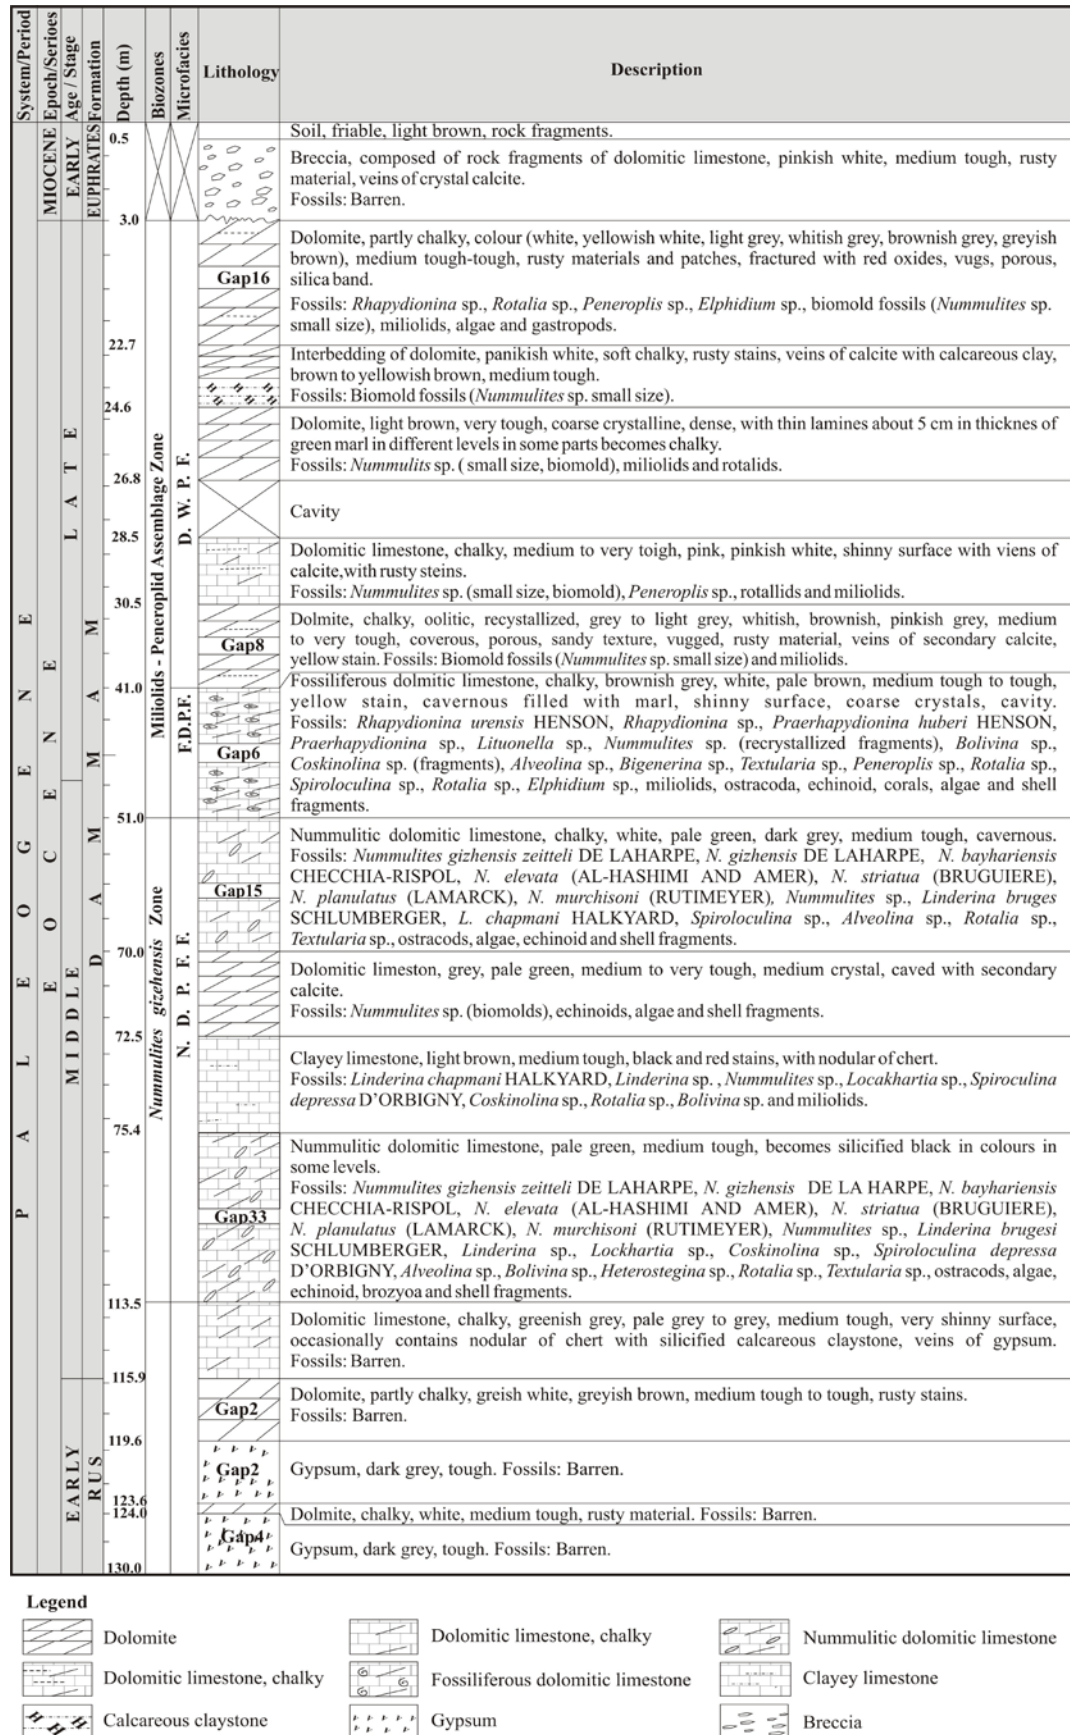 System/Period
Epoch/Serioes
Age / Stage
Formation
Depth (m)
Biozones
Microfacies
Lithology
Description
PALEOGENE
MIOCENE
EOCENE
EARLY
LATE
MIDDLE
EARLY
EUPHRATES
DAMMAM
RUS
Miliolids - Peneroplid Assemblage Zone
Nummulites gizehensis Zone
D. W. P. F.
F.D.P.F.
N. D. P. F. F.
0.5
3.0
22.7
24.6
26.8
28.5
30.5
41.0
51.0
70.0
72.5
75.4
113.5
115.9
119.6
123.6
124.0
130.0
Gap16
Gap8
Gap6
Gap15
Gap33
Gap2
Gap2
Gap4
Soil, friable, light brown, rock fragments.
Breccia, composed of rock fragments of dolomitic limestone, pinkish white, medium tough, rusty
material, veins of crystal calcite.
Fossils: Barren.
Dolomite, partly chalky, colour (white, yellowish white, light grey, whitish grey, brownish grey, greyish
brown), medium tough-tough, rusty materials and patches, fractured with red oxides, vugs, porous,
silica band.
Fossils: Rhapydionina sp., Rotalia sp., Peneroplis sp., Elphidium sp., biomold fossils (Nummulites sp.
small size), miliolids, algae and gastropods.
Interbedding of dolomite, panikish white, soft chalky, rusty stains, veins of calcite with calcareous clay,
brown to yellowish brown, medium tough.
Fossils: Biomold fossils (Nummulites sp. small size).
Dolomite, light brown, very tough, coarse crystalline, dense, with thin lamines about 5 cm in thicknes of
green marl in different levels in some parts becomes chalky.
Fossils: Nummulits sp. ( small size, biomold), miliolids and rotalids.
Cavity
Dolomitic limestone, chalky, medium to very toigh, pink, pinkish white, shinny surface with viens of
calcite,with rusty steins.
Fossils: Nummulites sp. (small size, biomold), Peneroplis sp., rotallids and miliolids.
Dolmite, chalky, oolitic, recystallized, grey to light grey, whitish, brownish, pinkish grey, medium
to very tough, coverous, porous, sandy texture, vugged, rusty material, veins of secondary calcite,
yellow stain. Fossils: Biomold fossils (Nummulites sp. small size) and miliolids.
Fossiliferous dolmitic limestone, chalky, brownish grey, white, pale brown, medium tough to tough,
yellow stain, cavernous filled with marl, shinny surface, coarse crystals, cavity.
Fossils: Rhapydionina urensis HENSON, Rhapydionina sp., Praerhapydionina huberi HENSON,
Praerhapydionina sp., Lituonella sp., Nummulites sp. (recrystallized fragments), Bolivina sp.,
Coskinolina sp. (fragments), Alveolina sp., Bigenerina sp., Textularia sp., Peneroplis sp., Rotalia sp.,
Spiroloculina sp., Rotalia sp., Elphidium sp., miliolids, ostracoda, echinoid, corals, algae and shell
fragments.
Nummulitic dolomitic limestone, chalky, white, pale green, dark grey, medium tough, cavernous.
Fossils: Nummulites gizhensis zeitteli DE LAHARPE, N. gizhensis DE LAHARPE, N. bayhariensis
CHECCHIA-RISPOL, N. elevata (AL-HASHIMI AND AMER), N. striatua (BRUGUIERE),
N. planulatus (LAMARCK), N. murchisoni (RUTIMEYER), Nummulites sp., Linderina bruges
SCHLUMBERGER, L. chapmani HALKYARD, Spiroloculina sp., Alveolina sp., Rotalia sp.,
Textularia sp., ostracods, algae, echinoid and shell fragments.
Dolomitic limeston, grey, pale green, medium to very tough, medium crystal, caved with secondary
calcite.
Fossils: Nummulites sp. (biomolds), echinoids, algae and shell fragments.
Clayey limestone, light brown, medium tough, black and red stains, with nodular of chert.
Fossils: Linderina chapmani HALKYARD, Linderina sp. , Nummulites sp., Locakhartia sp., Spiroculina
depressa D'ORBIGNY, Coskinolina sp., Rotalia sp., Bolivina sp. and miliolids.
Nummulitic dolomitic limestone, pale green, medium tough, becomes silicified black in colours in
some levels.
Fossils: Nummulites gizhensis zeitteli DE LAHARPE, N. gizhensis DE LA HARPE, N. bayhariensis
CHECCHIA-RISPOL, N. elevata (AL-HASHIMI AND AMER), N. striatua (BRUGUIERE),
N. planulatus (LAMARCK), N. murchisoni (RUTIMEYER), Nummulites sp., Linderina brugesi
SCHLUMBERGER, Linderina sp., Lockhartia sp., Coskinolina sp., Spiroloculina depressa
D'ORBIGNY, Alveolina sp., Bolivina sp., Heterostegina sp., Rotalia sp., Textularia sp., ostracods, algae,
echinoid, brozyoa and shell fragments.
Dolomitic limestone, chalky, greenish grey, pale grey to grey, medium tough, very shinny surface,
occasionally contains nodular of chert with silicified calcareous claystone, veins of gypsum.
Fossils: Barren.
Dolomite, partly chalky, greish white, greyish brown, medium tough to tough, rusty stains.
Fossils: Barren.
Gypsum, dark grey, tough. Fossils: Barren.
Dolmite, chalky, white, medium tough, rusty material. Fossils: Barren.
Gypsum, dark grey, tough. Fossils: Barren.
Legend
Dolomite
Dolomitic limestone, chalky
Nummulitic dolomitic limestone
Dolomitic limestone, chalky
Fossiliferous dolomitic limestone
Clayey limestone
Calcareous claystone
Gypsum
Breccia